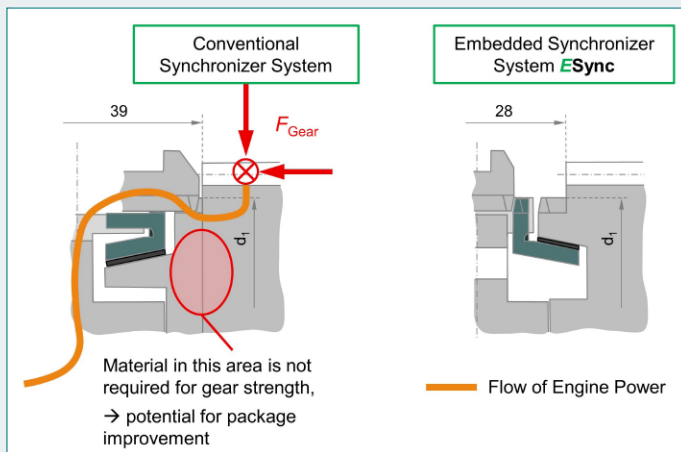 Conventional
Synchronizer System
Embedded Synchronizer
System ESync
39
F_Gear
28
d₁
d₁
Material in this area is not
required for gear strength,
→ potential for package
improvement
Flow of Engine Power